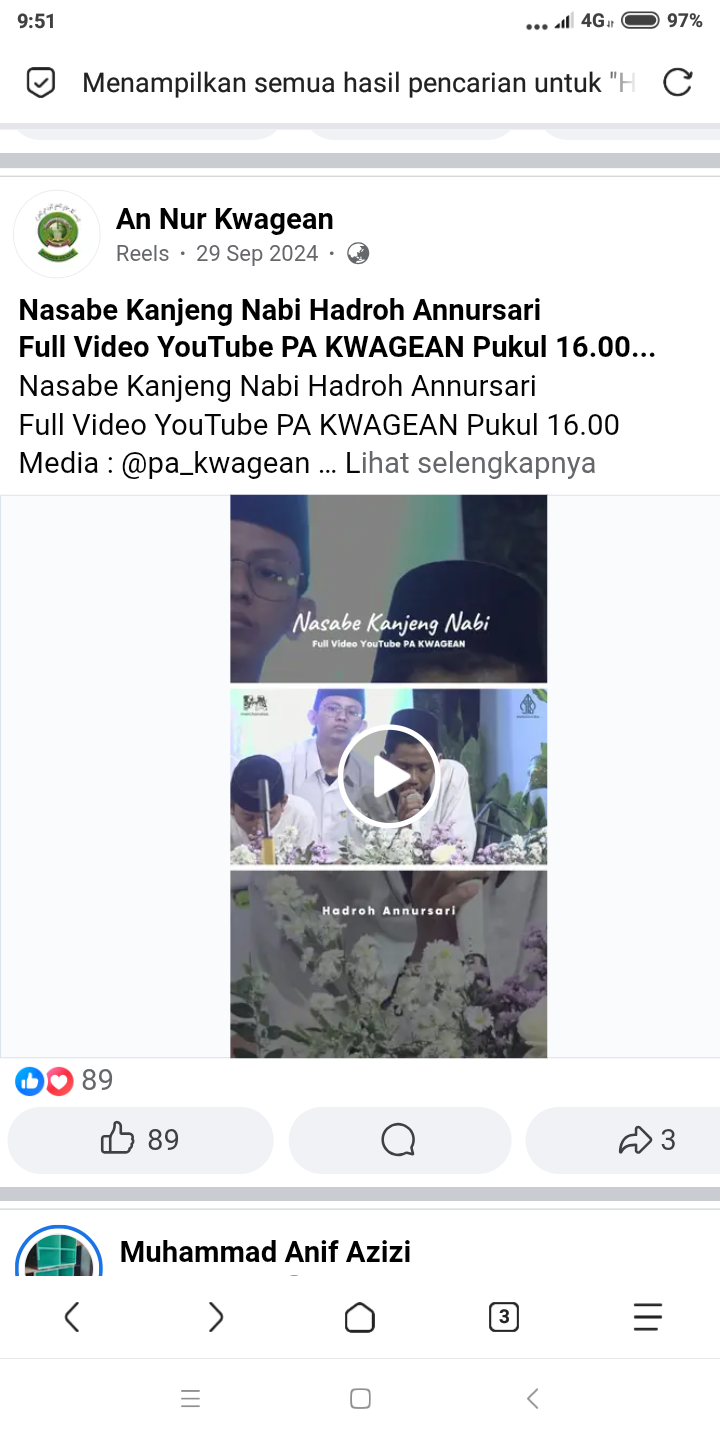 9:51
4G
97%
Menampilkan semua hasil pencarian untuk "H
An Nur Kwagean
Reels · 29 Sep 2024 ·
Nasabe Kanjeng Nabi Hadroh Annursari
Full Video YouTube PA KWAGEAN Pukul 16.00...
Nasabe Kanjeng Nabi Hadroh Annursari
Full Video YouTube PA KWAGEAN Pukul 16.00
Media : @pa_kwagean ... Lihat selengkapnya
Nasabe Kanjeng Nabi
Full Video YouTube PA KWAGEAN
Hadroh Annursari
89
89
3
Muhammad Anif Azizi
3